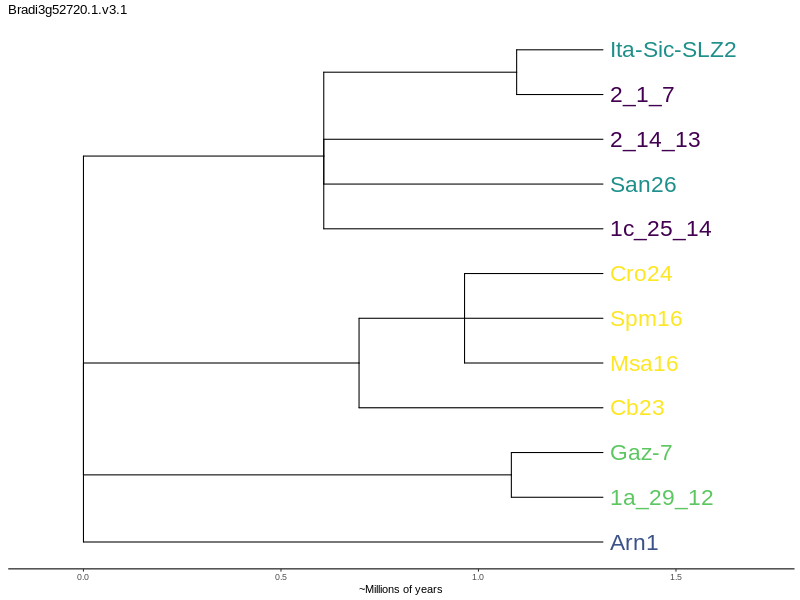 Bradi3g52720.1.v3.1
Ita-Sic-SLZ2
2_1_7
2_14_13
San26
1c_25_14
Cro24
Spm16
Msa16
Cb23
Gaz-7
1a_29_12
Arn1
0.0 0.5 1.0 1.5
~Millions of years